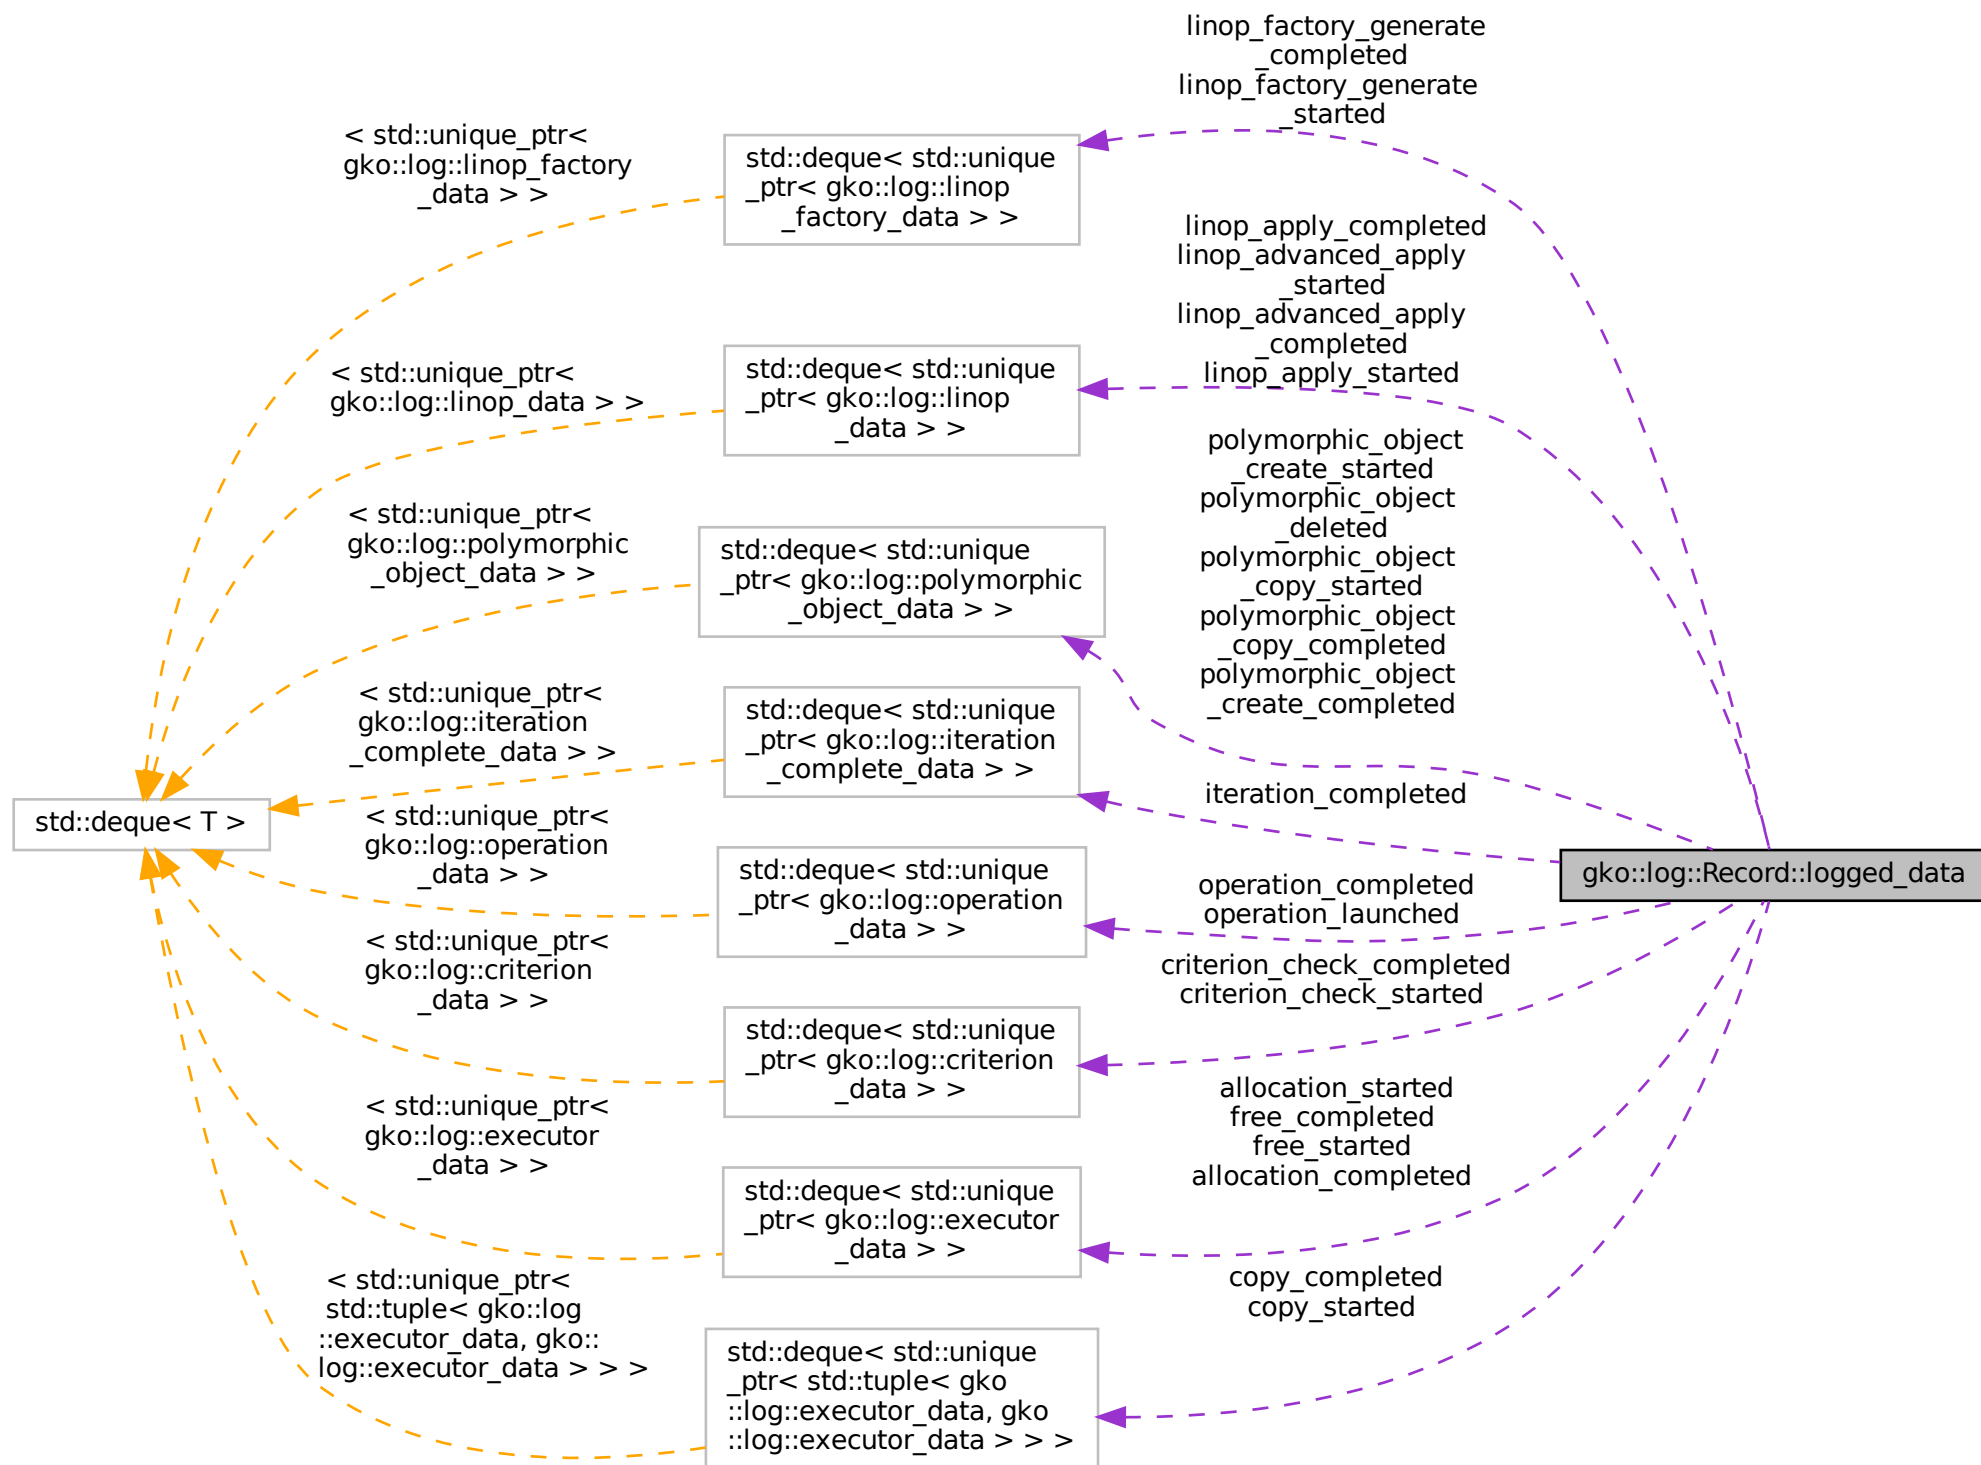 linop_factory_generate
_completed
linop_factory_generate
_started
< std::unique_ptr<
gko::log::linop_factory
_data > >
std::deque< std::unique
_ptr< gko::log::linop
_factory_data > >
linop_apply_completed
linop_advanced_apply
_started
linop_advanced_apply
_completed
linop_apply_started
< std::unique_ptr<
gko::log::linop_data > >
std::deque< std::unique
_ptr< gko::log::linop
_data > >
polymorphic_object
_create_started
polymorphic_object
_deleted
polymorphic_object
_copy_started
polymorphic_object
_copy_completed
polymorphic_object
_create_completed
< std::unique_ptr<
gko::log::polymorphic
_object_data > >
std::deque< std::unique
_ptr< gko::log::polymorphic
_object_data > >
< std::unique_ptr<
gko::log::iteration
_complete_data > >
std::deque< std::unique
_ptr< gko::log::iteration
_complete_data > >
iteration_completed
std::deque< T >
< std::unique_ptr<
gko::log::operation
_data > >
std::deque< std::unique
_ptr< gko::log::operation
_data > >
operation_completed
operation_launched
gko::log::Record::logged_data
< std::unique_ptr<
gko::log::criterion
_data > >
std::deque< std::unique
_ptr< gko::log::criterion
_data > >
criterion_check_completed
criterion_check_started
< std::unique_ptr<
gko::log::executor
_data > >
std::deque< std::unique
_ptr< gko::log::executor
_data > >
allocation_started
free_completed
free_started
allocation_completed
< std::unique_ptr<
std::tuple< gko::log
::executor_data, gko::
log::executor_data > > >
std::deque< std::unique
_ptr< std::tuple< gko
::log::executor_data, gko
::log::executor_data > > >
copy_completed
copy_started